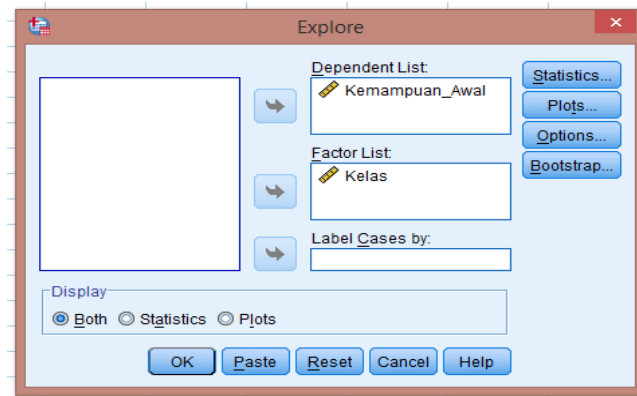 Explore
Dependent List:
Kemampuan_Awal
Factor List:
Kelas
Label Cases by:
Statistics...
Plots...
Options...
Bootstrap...
Display
Both Statistics Plots
OK Paste Reset Cancel Help